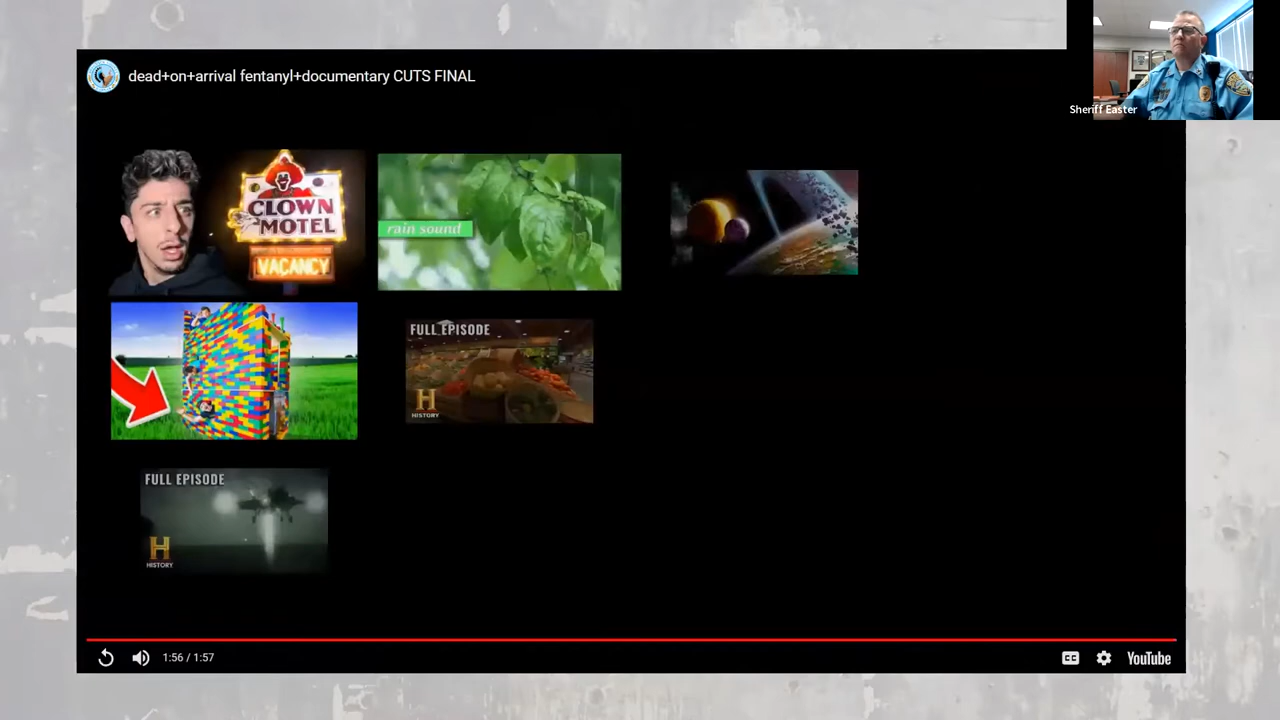 dead+on+arrival fentanyl+documentary CUTS FINAL
Sheriff Easter
CLOWN
MOTEL
VACANCY
rain sound
FULL EPISODE
H
HISTORY
FULL EPISODE
H
HISTORY
1:56 / 1:57
CC
YouTube